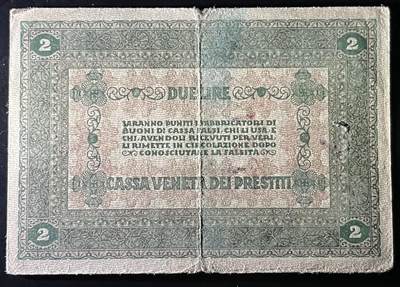 2 2
DUE LIRE
SARANNO PUNITI I FABBRICATORI DI
BUONI DI CASSA FALSI, CHI LI USA E
CHI, AVENDOLI RICEVUTI PER VERI,
LI RIMETTE IN CIRCOLAZIONE DOPO
CONOSCIUTANE LA FALSITÀ
CASSA VENETA DEI PRESTITI
2 2